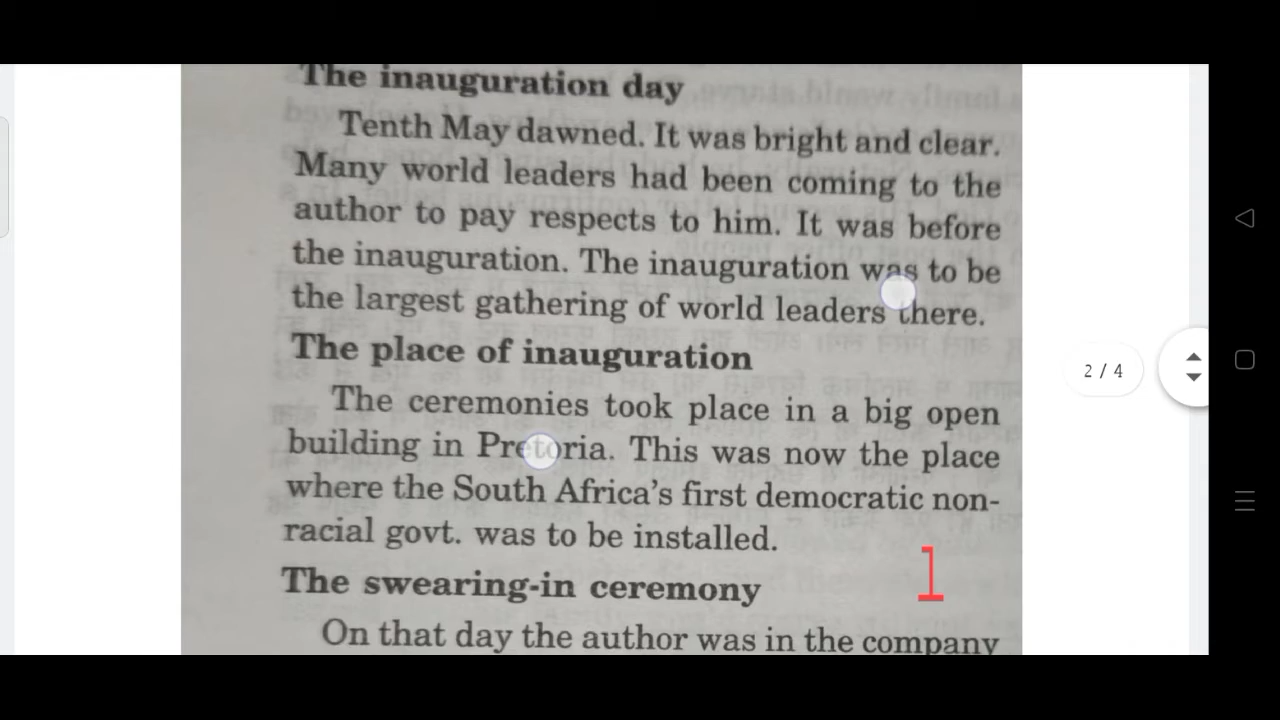 The inauguration day
Tenth May dawned. It was bright and clear.
Many world leaders had been coming to the
author to pay respects to him. It was before
the inauguration. The inauguration was to be
the largest gathering of world leaders there.
The place of inauguration
The ceremonies took place in a big open
building in Pretoria. This was now the place
where the South Africa's first democratic non-
racial govt. was to be installed.
The swearing-in ceremony
On that day the author was in the company
1
2 / 4